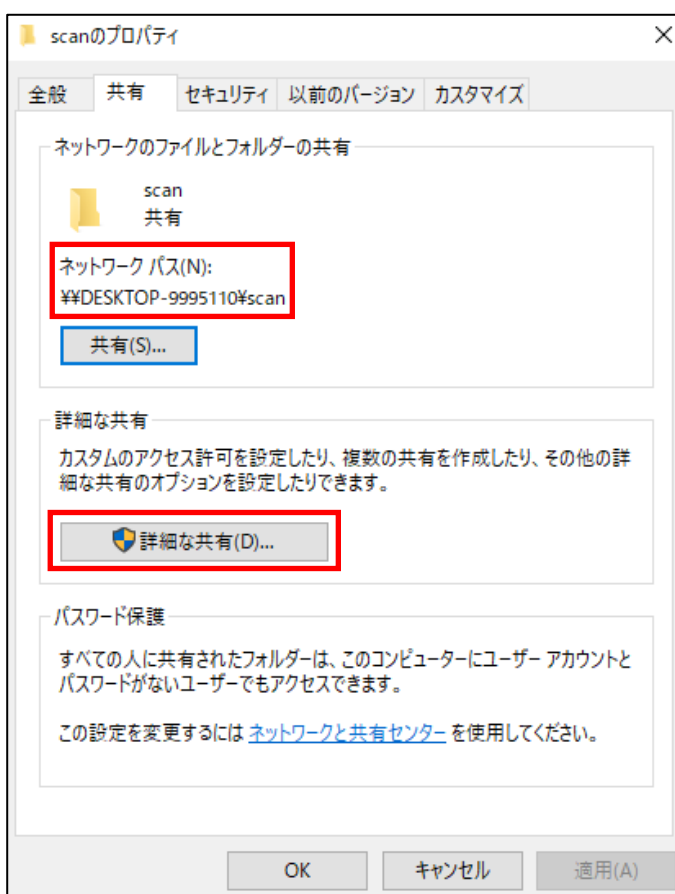 scanのプロパティ
全般 共有 セキュリティ 以前のバージョン カスタマイズ
ネットワークのファイルとフォルダーの共有
scan
共有
ネットワーク パス(N):
¥¥DESKTOP-9995110¥scan
共有(S)...
詳細な共有
カスタムのアクセス許可を設定したり、複数の共有を作成したり、その他の詳
細な共有のオプションを設定したりできます。
詳細な共有(D)...
パスワード保護
すべての人に共有されたフォルダーは、このコンピューターにユーザー アカウントと
パスワードがないユーザーでもアクセスできます。
この設定を変更するには ネットワークと共有センター を使用してください。
OK キャンセル 適用(A)